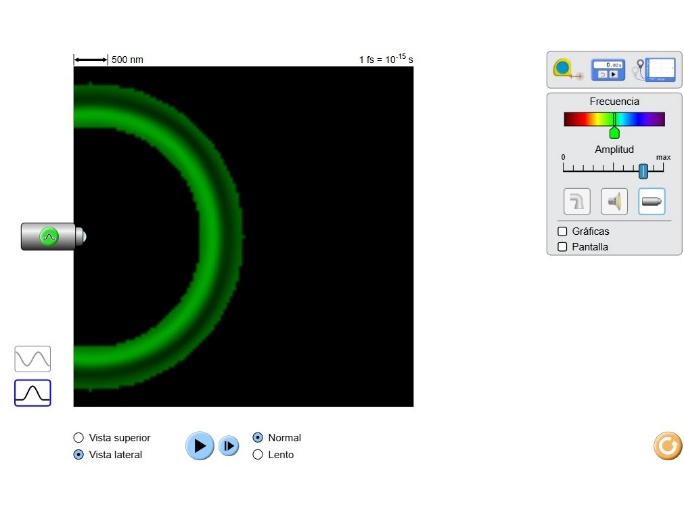 500 nm
1 fs = 10⁻¹⁵ s
Frecuencia
Amplitud
0
max
Gráficas
Pantalla
Vista superior
Vista lateral
Normal
Lento